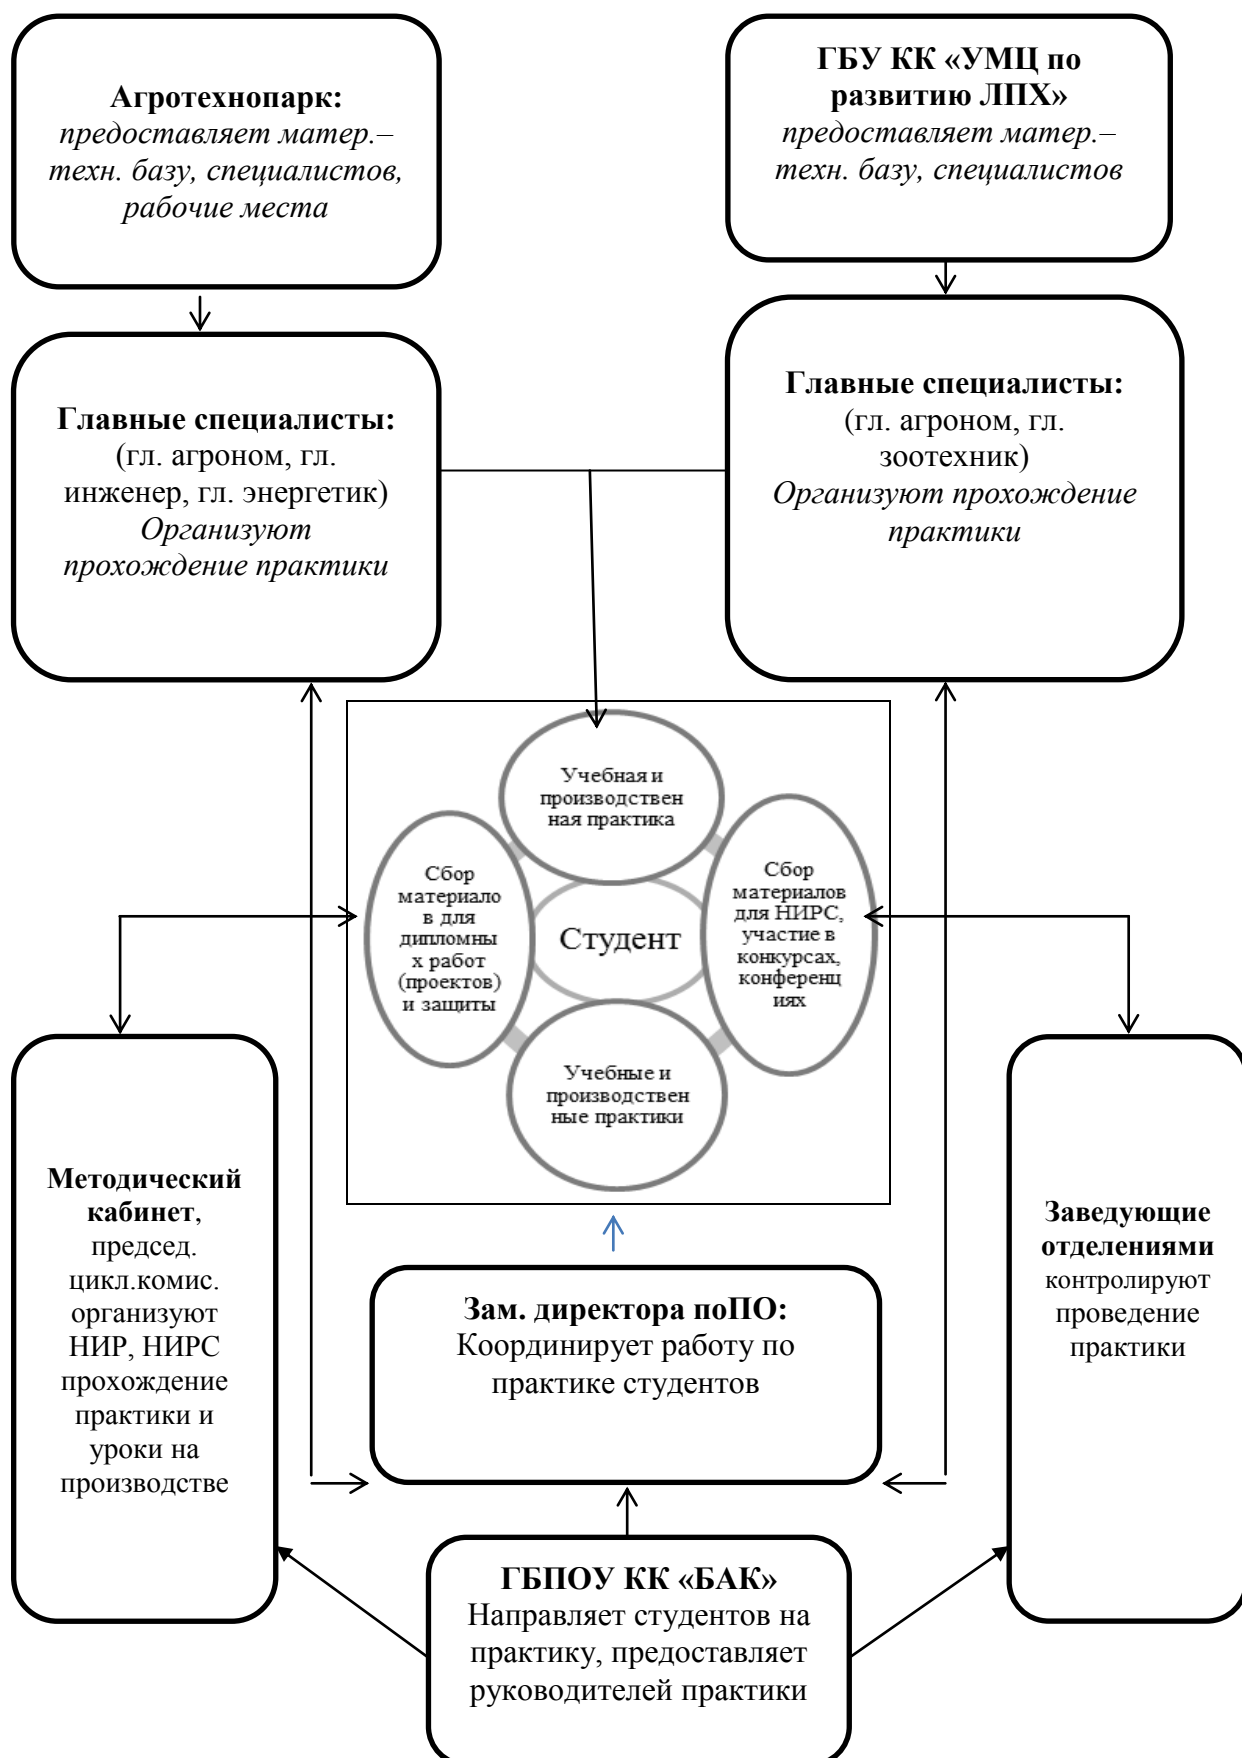 Агротехнопарк:
предоставляет матер.–
техн. базу, специалистов,
рабочие места
ГБУ КК «УМЦ по
развитию ЛПХ»
предоставляет матер.–
техн. базу, специалистов
Главные специалисты:
(гл. агроном, гл.
инженер, гл. энергетик)
Организуют
прохождение практики
Главные специалисты:
(гл. агроном, гл.
зоотехник)
Организуют прохождение
практики
Учебная и
производствен
ная практика
Сбор
материало
в для
дипломны
х работ
(проектов)
и защиты
Студент
Сбор
материалов
для НИРС,
участие в
конкурсах,
конференц
иях
Учебные и
производствен
ные практики
Методический
кабинет,
председ.
цикл.комис.
организуют
НИР, НИРС
прохождение
практики и
уроки на
производстве
Зам. директора поПО:
Координирует работу по
практике студентов
Заведующие
отделениями
контролируют
проведение
практики
ГБПОУ КК «БАК»
Направляет студентов на
практику, предоставляет
руководителей практики